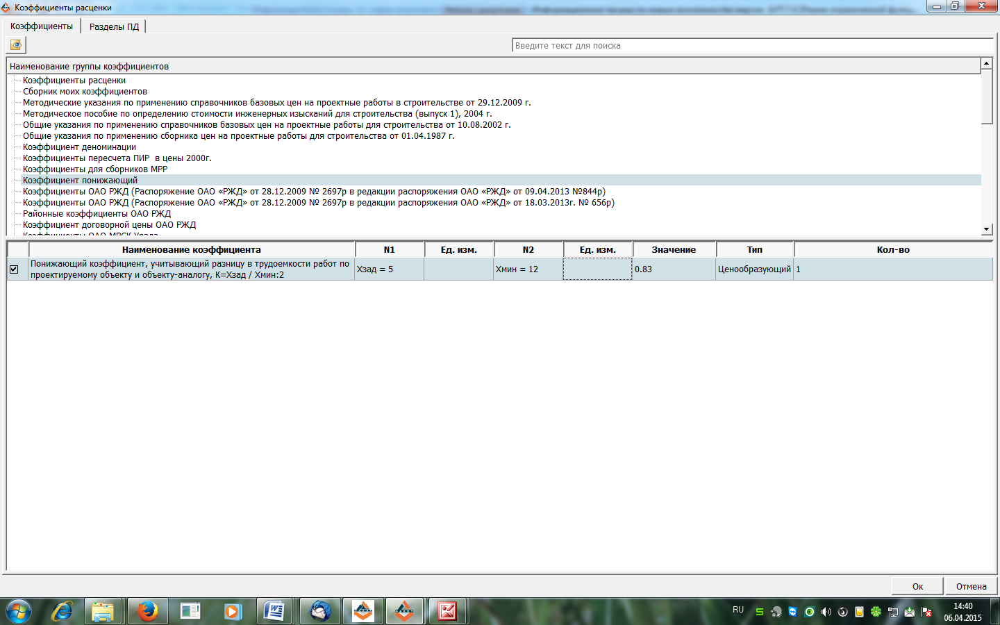 Коэффициенты расценки
Коэффициенты
Разделы ПД
Введите текст для поиска
Наименование группы коэффициентов
Коэффициенты расценки
Сборник моих коэффициентов
Методические указания по применению справочников базовых цен на проектные работы в строительстве от 29.12.2009 г.
Методическое пособие по определению стоимости инженерных изысканий для строительства (выпуск 1), 2004 г.
Общие указания по применению справочников базовых цен на проектные работы для строительства от 10.08.2002 г.
Общие указания по применению сборника цен на проектные работы для строительства от 01.04.1987 г.
Коэффициент деноминации
Коэффициенты пересчета ПИР в цены 2000г.
Коэффициенты для сборников МРР
Коэффициент понижающий
Коэффициенты ОАО РЖД (Распоряжение ОАО «РЖД» от 28.12.2009 № 2697р в редакции распоряжения ОАО «РЖД» от 09.04.2013 №844р)
Коэффициенты ОАО РЖД (Распоряжение ОАО «РЖД» от 28.12.2009 № 2697р в редакции распоряжения ОАО «РЖД» от 18.03.2013г. № 656р)
Районные коэффициенты ОАО РЖД
Коэффициент договорной цены ОАО РЖД
Коэффициенты ОАО МРСК Урала
Наименование коэффициента N1 Ед. изм. N2 Ед. изм. Значение Тип Кол-во
Понижающий коэффициент, учитывающий разницу в трудоемкости работ по
проектируемому объекту и объекту-аналогу, К=Хзад / Хмин:2
Хзад = 5
Хмин = 12
0.83
Ценообразующий
1
Ок
Отмена
RU
14:40
06.04.2015